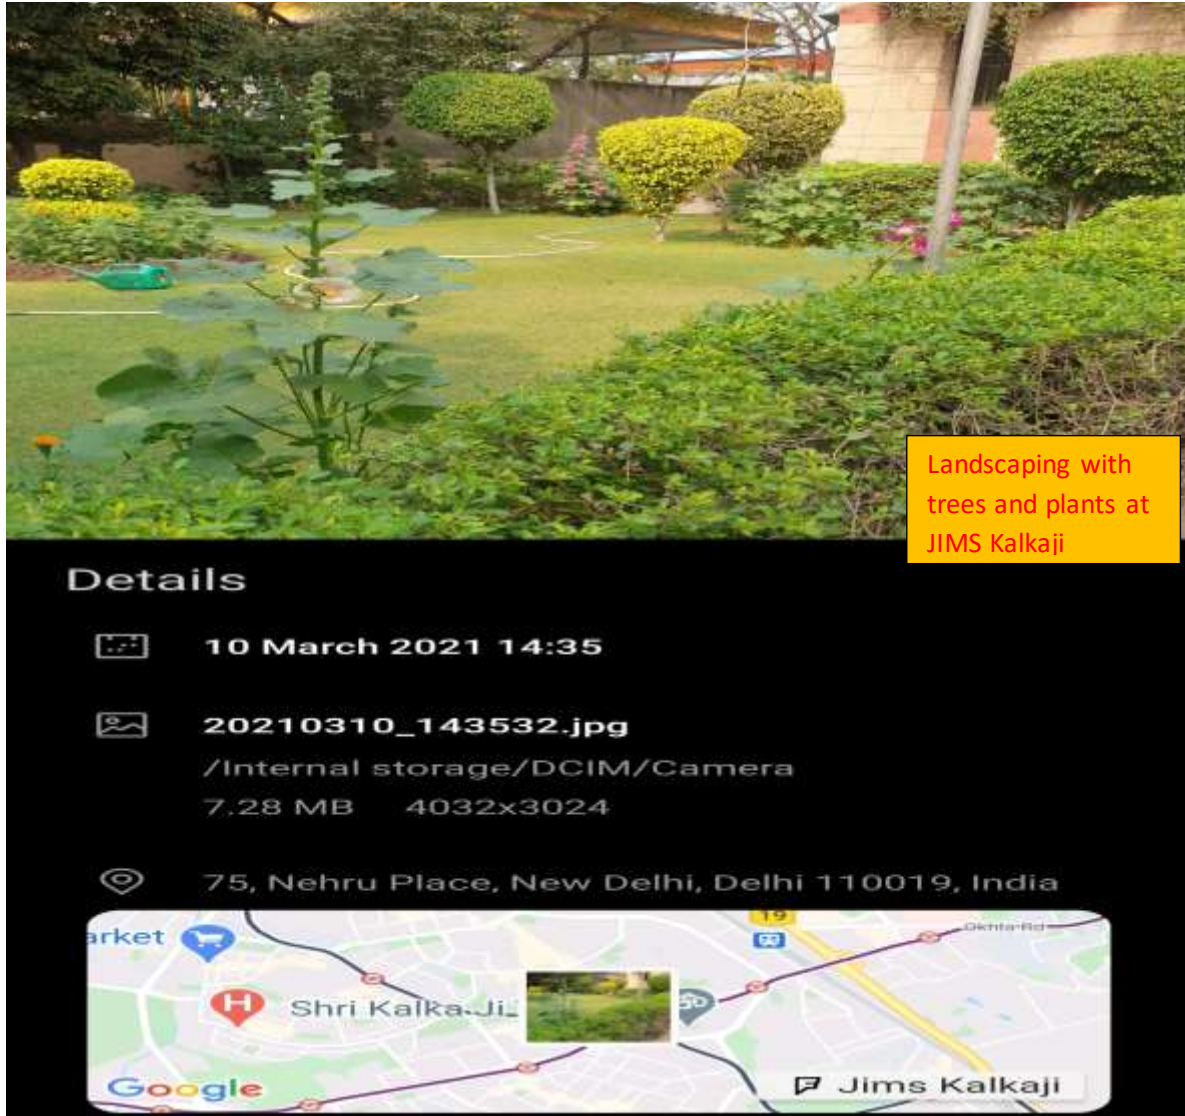 Landscaping with
trees and plants at
JIMS Kalkaji
Details
10 March 2021 14:35
20210310_143532.jpg
/Internal storage/DCIM/Camera
7.28 MB 4032x3024
75, Nehru Place, New Delhi, Delhi 110019, India
19
Okhla Rd
arket
Shri Kalka Ji
Google
Jims Kalkaji